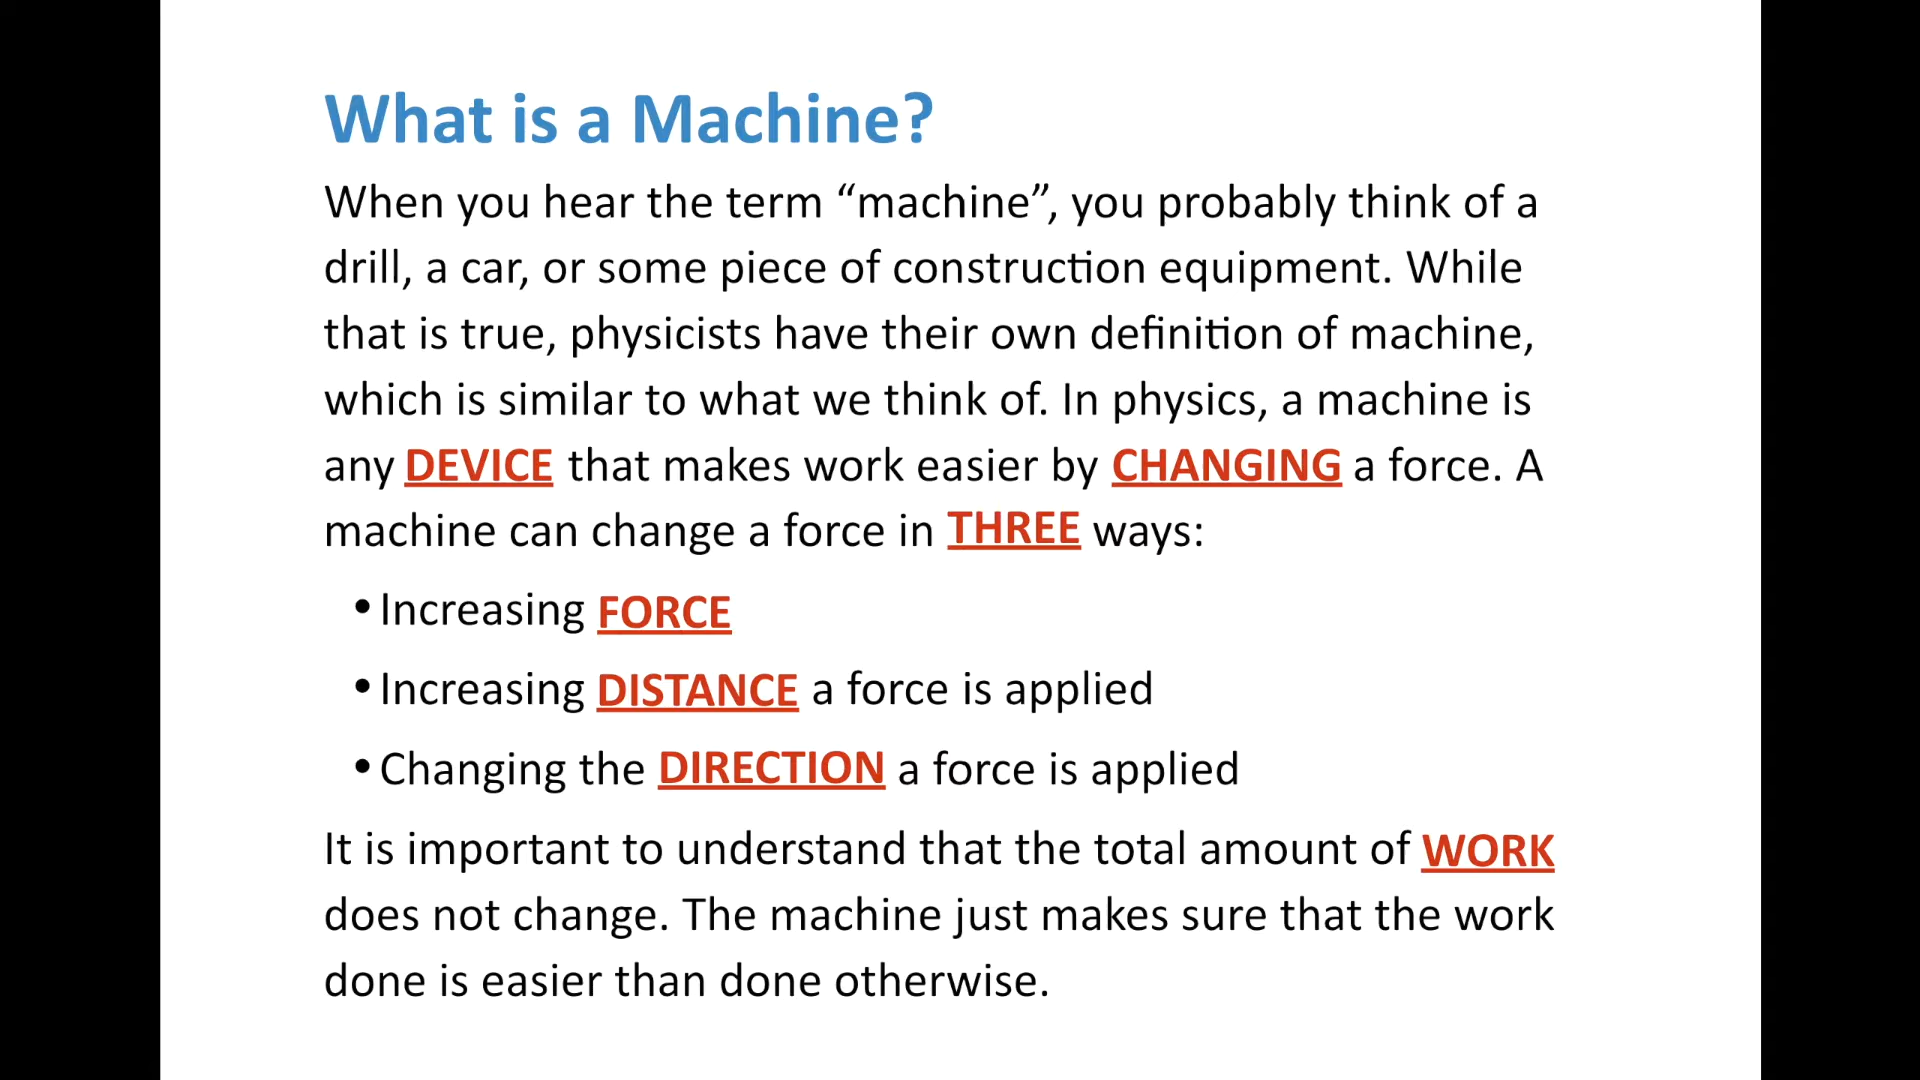 What is a Machine?
When you hear the term “machine”, you probably think of a
drill, a car, or some piece of construction equipment. While
that is true, physicists have their own definition of machine,
which is similar to what we think of. In physics, a machine is
any DEVICE that makes work easier by CHANGING a force. A
machine can change a force in THREE ways:
• Increasing FORCE
• Increasing DISTANCE a force is applied
• Changing the DIRECTION a force is applied
It is important to understand that the total amount of WORK
does not change. The machine just makes sure that the work
done is easier than done otherwise.